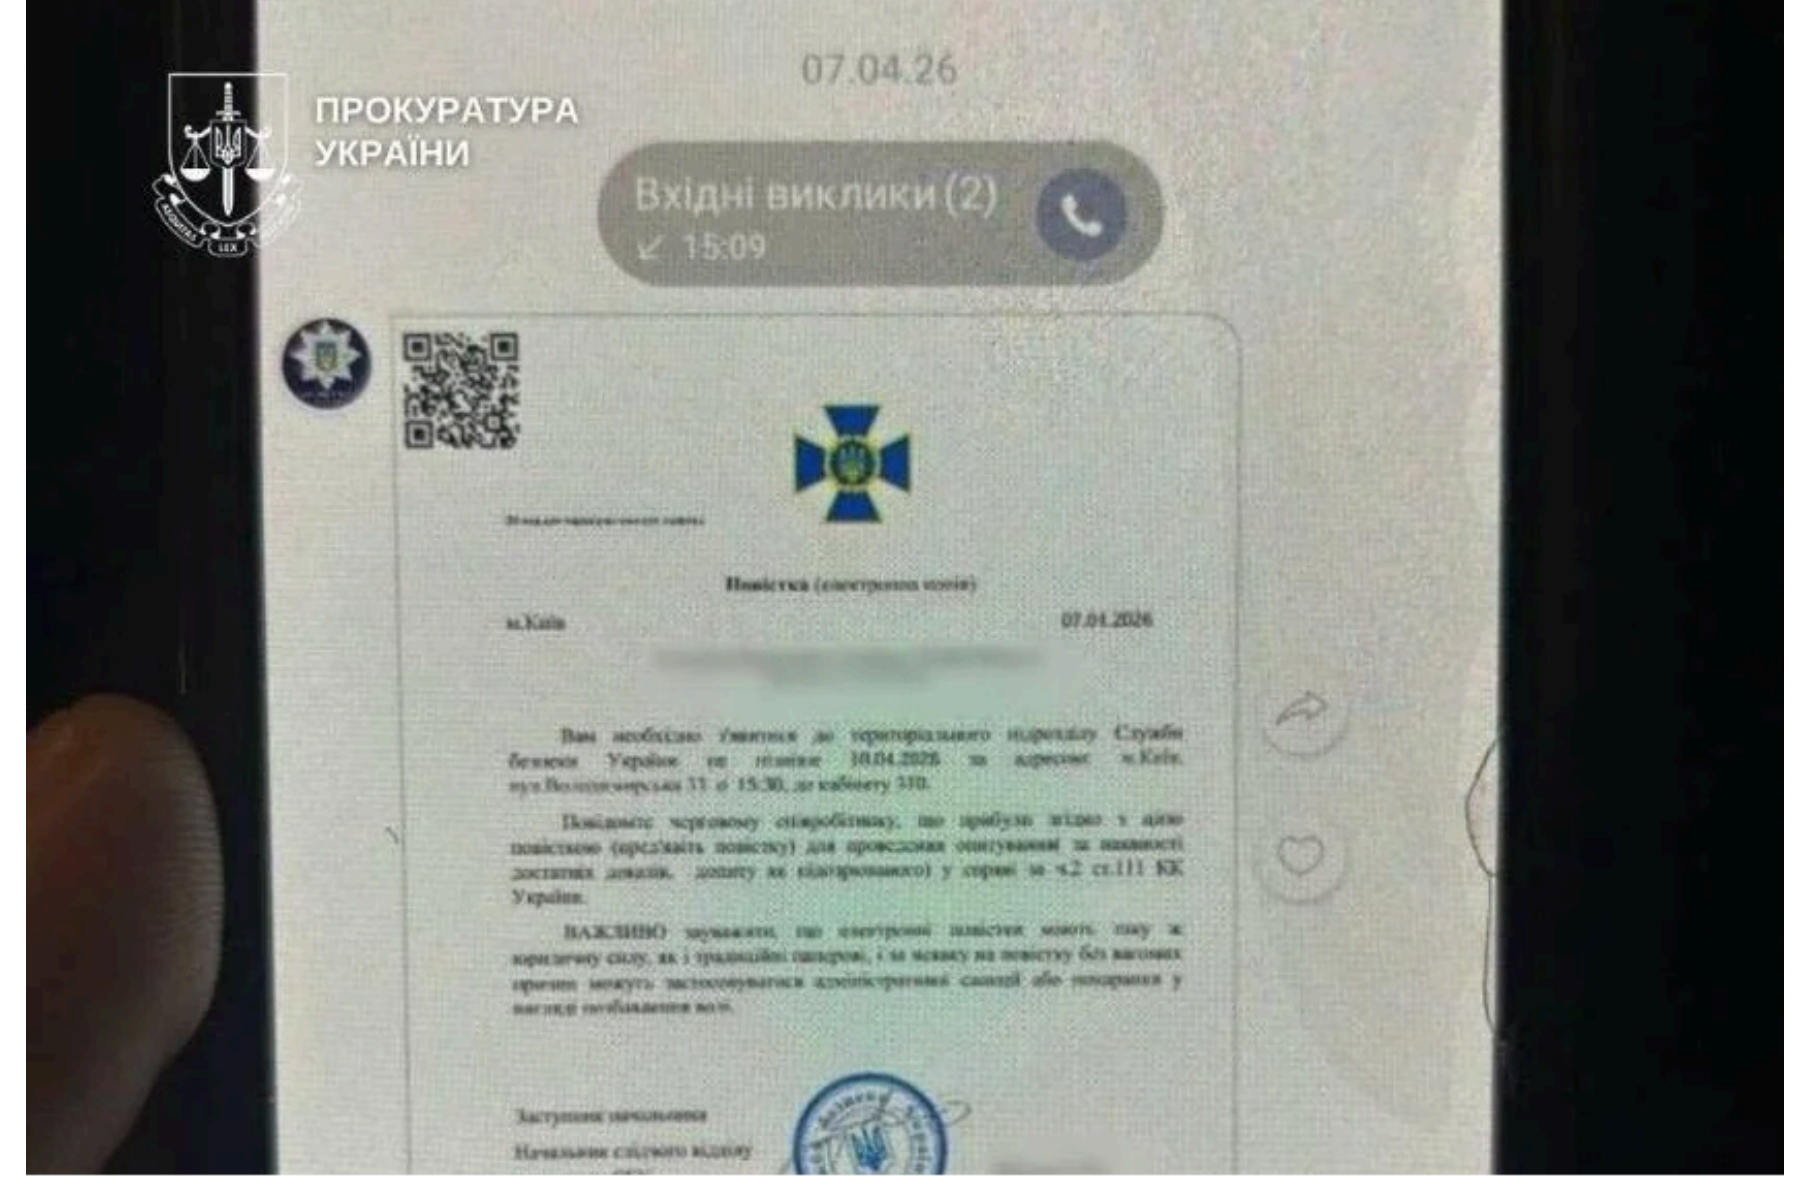 07.04.26
ПРОКУРАТУРА
УКРАЇНИ
Вхідні виклики (2)
↙ 15:09
LEX
Повістка (електронна копія)
м.Київ
07.04.2026
Вам необхідно з'явитися до територіального підрозділу Служби
безпеки України не пізніше 10.04.2026 за адресою: м.Київ,
вул.Володимирська 33 о 15:30, до кабінету 310.
Повідомте черговому співробітнику, що прибули згідно з цією
повісткою (пред'явіть повістку) для проведення опитування за наявності
достатніх доказів, допиту як підозрюваного) у справі за ч.2 ст.111 КК
України.
ВАЖЛИВО зауважити, що електронні повістки мають таку ж
юридичну силу, як і традиційні паперові, і за неявку на повістку без вагомих
причин можуть застосовуватися адміністративні санкції або покарання у
вигляді позбавлення волі.
Заступник начальника
Начальник слідчого відділу